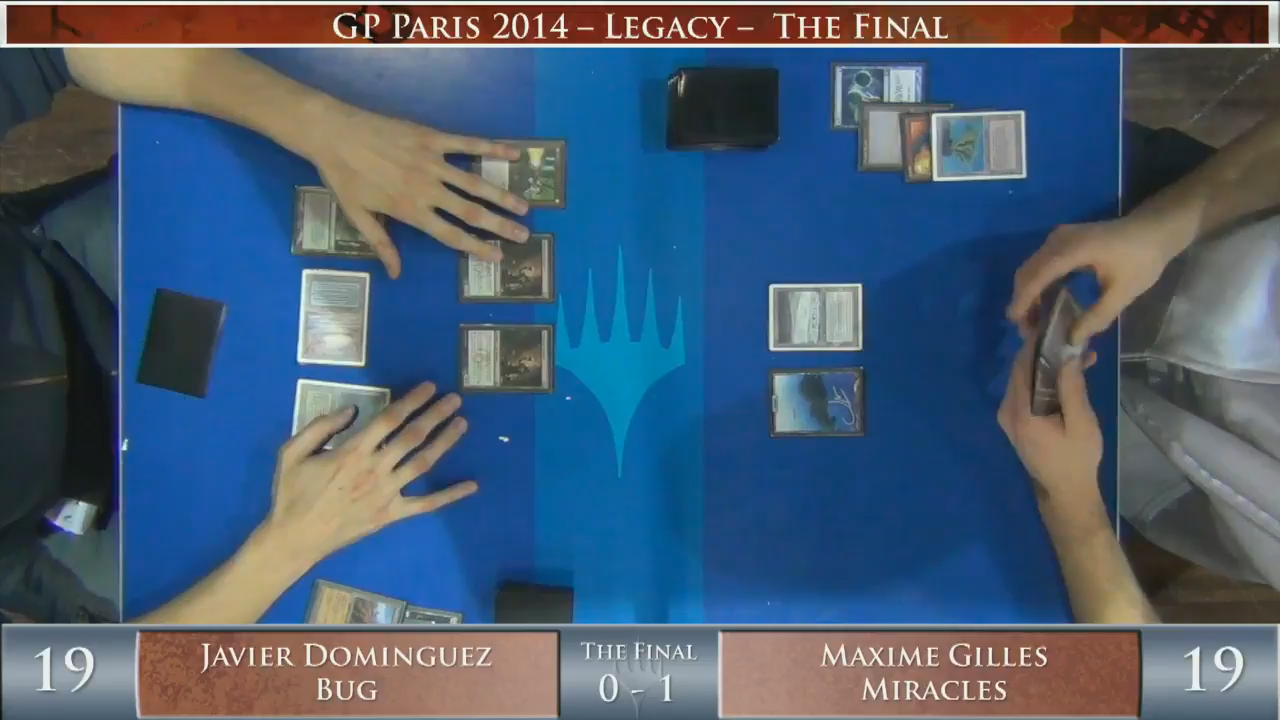 GP PARIS 2014 – LEGACY – THE FINAL
19
JAVIER DOMINGUEZ
BUG
THE FINAL
0 - 1
MAXIME GILLES
MIRACLES
19